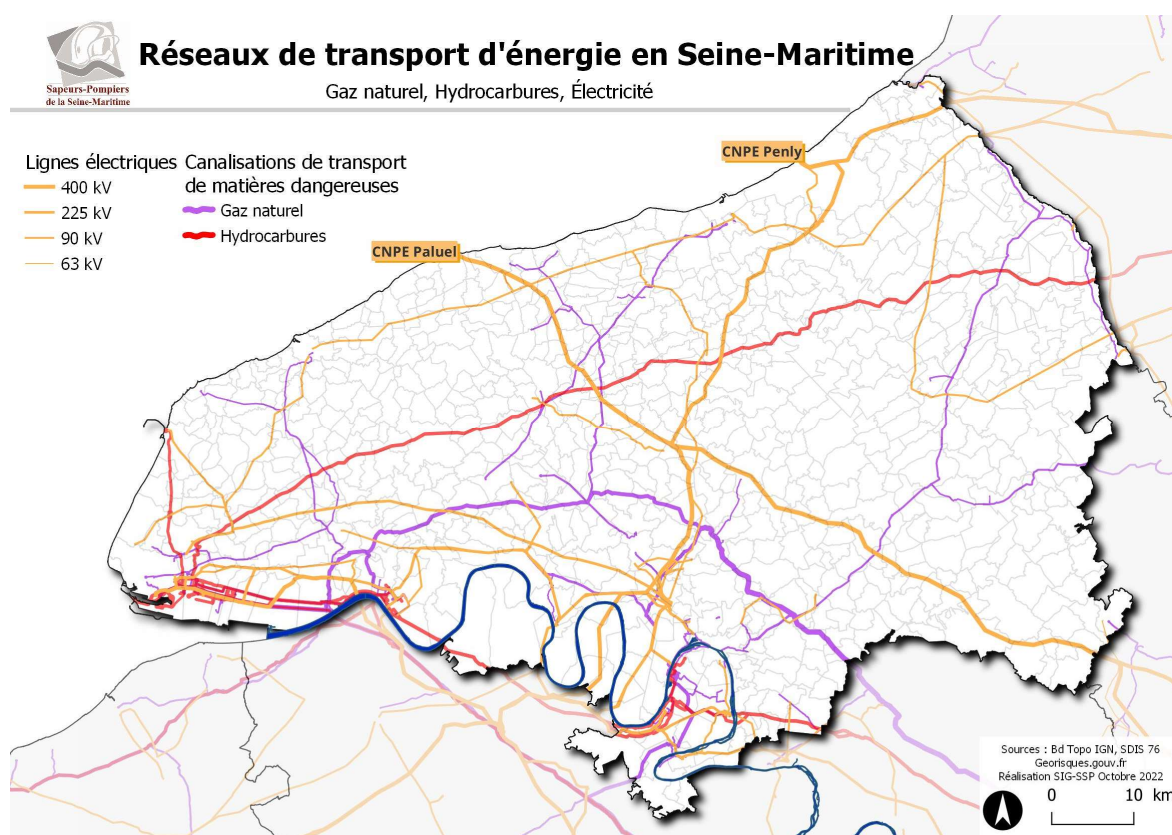 Réseaux de transport d'énergie en Seine-Maritime
Gaz naturel, Hydrocarbures, Électricité
Sapeurs-Pompiers
de la Seine-Maritime
Lignes électriques
400 kV
225 kV
90 kV
63 kV
Canalisations de transport
de matières dangereuses
Gaz naturel
Hydrocarbures
CNPE Penly
CNPE Paluel
Sources : Bd Topo IGN, SDIS 76
Georisques.gouv.fr
Réalisation SIG-SSP Octobre 2022
0 10 km